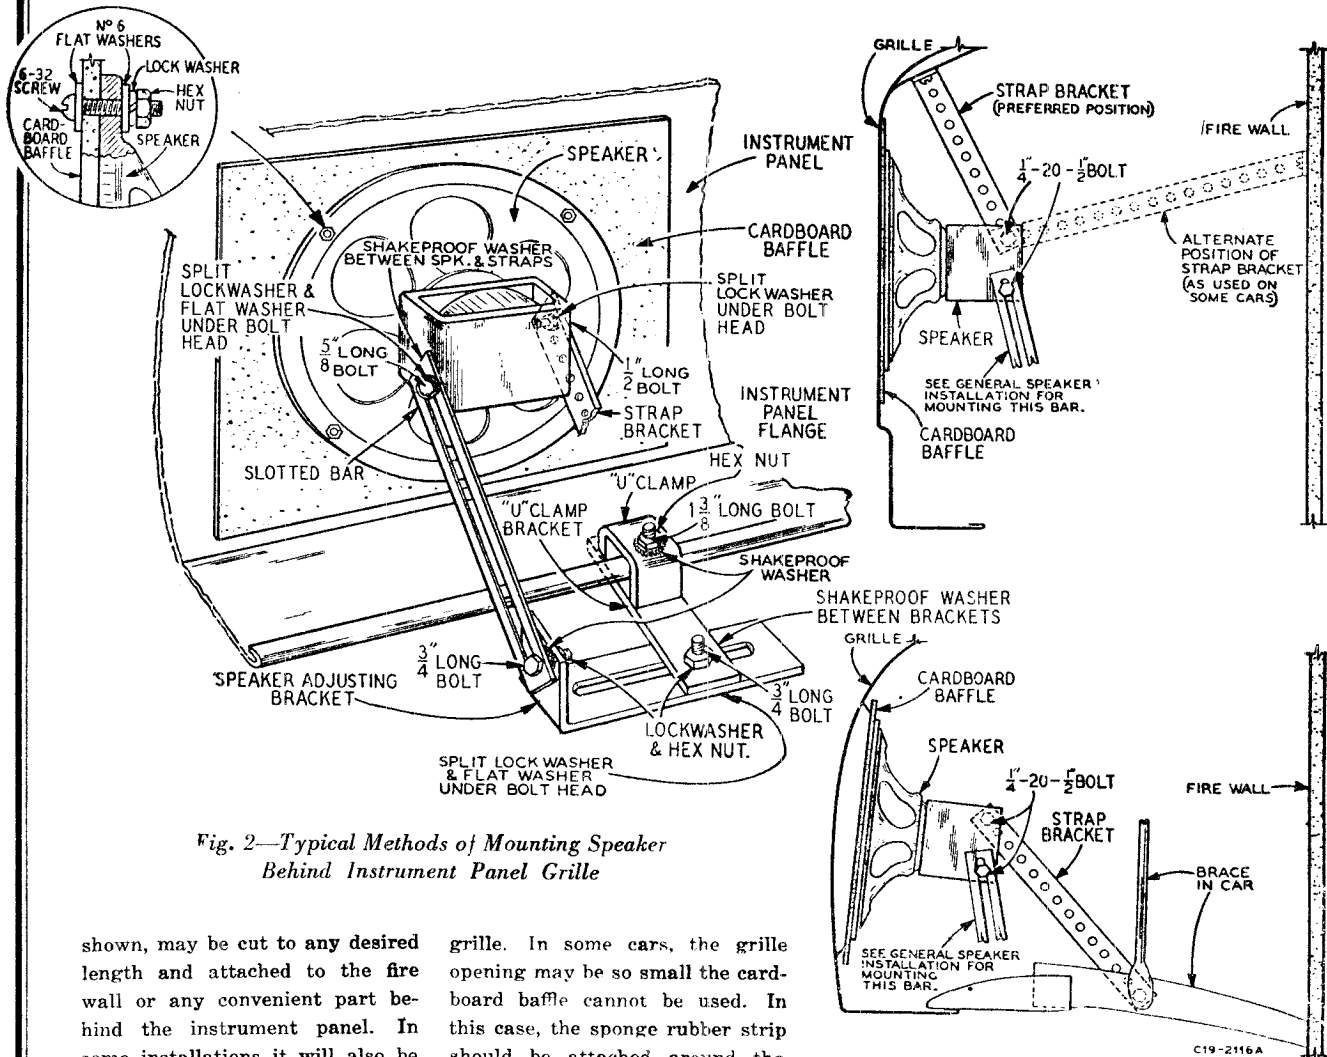 Nº 6
FLAT WASHERS
LOCK WASHER
6-32
SCREW
HEX
NUT
CARD-
BOARD
BAFFLE
SPEAKER
SPEAKER
INSTRUMENT
PANEL
SHAKEPROOF WASHER
BETWEEN SPK. & STRAPS
CARDBOARD
BAFFLE
SPLIT
LOCKWASHER &
FLAT WASHER
UNDER BOLT
HEAD
SPLIT
LOCK WASHER
UNDER BOLT
HEAD
5/8" LONG
BOLT
1/2" LONG
BOLT
STRAP
BRACKET
INSTRUMENT
PANEL
FLANGE
SLOTTED BAR
HEX NUT
"U" CLAMP
"U" CLAMP
BRACKET
1 3/8" LONG BOLT
SHAKEPROOF
WASHER
SHAKEPROOF WASHER
BETWEEN BRACKETS
3/4" LONG
BOLT
SPEAKER ADJUSTING
BRACKET
3/4" LONG
BOLT
LOCKWASHER
& HEX NUT.
SPLIT LOCK WASHER
& FLAT WASHER
UNDER BOLT HEAD
GRILLE
STRAP BRACKET
(PREFERRED POSITION)
FIRE WALL
1/4"-20-1/2" BOLT
ALTERNATE
POSITION OF
STRAP BRACKET
(AS USED ON
SOME CARS)
SPEAKER
SEE GENERAL SPEAKER
INSTALLATION FOR
MOUNTING THIS BAR.
CARDBOARD
BAFFLE
GRILLE
CARDBOARD
BAFFLE
SPEAKER
1/4"-20-1/2" BOLT
STRAP
BRACKET
FIRE WALL
BRACE
IN CAR
SEE GENERAL SPEAKER
INSTALLATION FOR
MOUNTING
THIS BAR.
C19-2116A
Fig. 2—Typical Methods of Mounting Speaker
Behind Instrument Panel Grille
shown, may be cut to any desired
length and attached to the fire
wall or any convenient part be-
hind the instrument panel. In
some installations it will also be
grille. In some cars, the grille
opening may be so small the card-
board baffle cannot be used. In
this case, the sponge rubber strip
should be attached around the